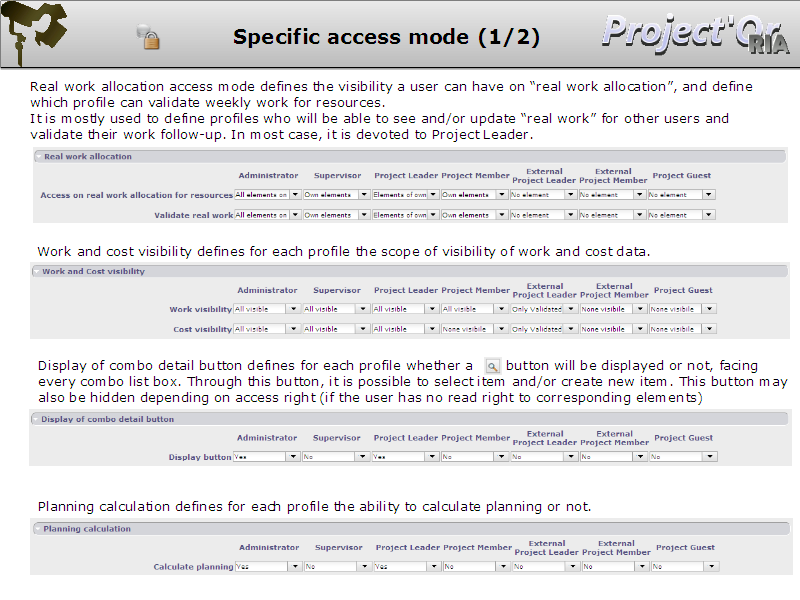 Specific access mode (1/2)
Project'Or
RIA
Real work allocation access mode defines the visibility a user can have on “real work allocation”, and define
which profile can validate weekly work for resources.
It is mostly used to define profiles who will be able to see and/or update “real work” for other users and
validate their work follow-up. In most case, it is devoted to Project Leader.
Real work allocation
Administrator Supervisor Project Leader Project Member External Project Leader External Project Member Project Guest
Access on real work allocation for resources All elements on Own elements Elements of own Own elements No element No element No element
Validate real work All elements on Own elements Elements of own Own elements No element No element No element
Work and cost visibility defines for each profile the scope of visibility of work and cost data.
Work and Cost visibility
Administrator Supervisor Project Leader Project Member External Project Leader External Project Member Project Guest
Work visibility All visible All visible All visible All visible Only Validated None visibile None visibile
Cost visibility All visible All visible All visible None visibile Only Validated None visibile None visibile
Display of combo detail button defines for each profile whether a button will be displayed or not, facing
every combo list box. Through this button, it is possible to select item and/or create new item. This button may
also be hidden depending on access right (if the user has no read right to corresponding elements)
Display of combo detail button
Administrator Supervisor Project Leader Project Member External Project Leader External Project Member Project Guest
Display button Yes No Yes No No No No
Planning calculation defines for each profile the ability to calculate planning or not.
Planning calculation
Administrator Supervisor Project Leader Project Member External Project Leader External Project Member Project Guest
Calculate planning Yes No Yes No No No No